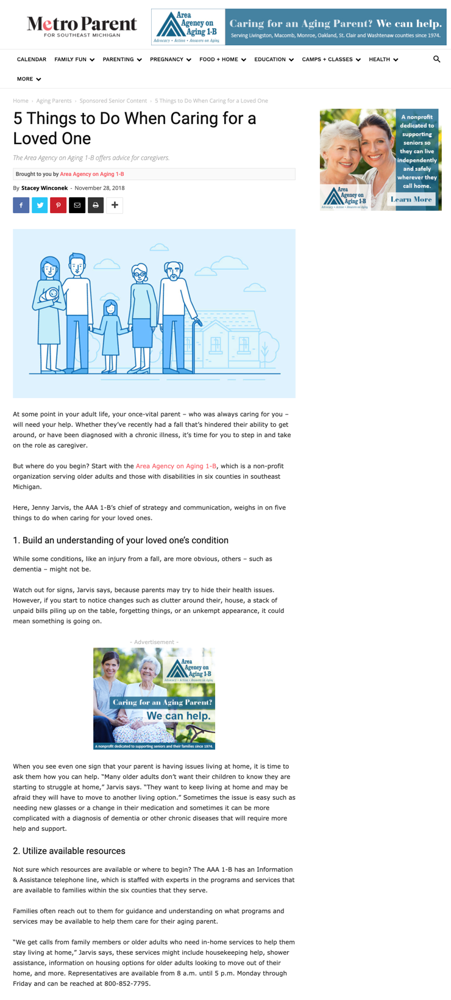 Metro Parent
FOR SOUTHEAST MICHIGAN
Area
Agency on
Aging 1-B
Advocacy • Action • Answers on Aging
Caring for an Aging Parent? We can help.
Serving Livingston, Macomb, Monroe, Oakland, St. Clair and Washtenaw counties since 1974.
CALENDAR FAMILY FUN PARENTING PREGNANCY FOOD + HOME EDUCATION CAMPS + CLASSES HEALTH
MORE
Home › Aging Parents › Sponsored Senior Content › 5 Things to Do When Caring for a Loved One
5 Things to Do When Caring for a
Loved One
The Area Agency on Aging 1-B offers advice for caregivers.
Brought to you by Area Agency on Aging 1-B
By Stacey Winconek - November 28, 2018
A nonprofit
dedicated to
supporting
seniors so
they can live
independently
and safely
wherever they
call home.
Area
Agency on
Aging 1-B
Advocacy • Action • Answers on Aging
Learn More
At some point in your adult life, your once-vital parent – who was always caring for you –
will need your help. Whether they’ve recently had a fall that’s hindered their ability to get
around, or have been diagnosed with a chronic illness, it’s time for you to step in and take
on the role as caregiver.
But where do you begin? Start with the Area Agency on Aging 1-B, which is a non-profit
organization serving older adults and those with disabilities in six counties in southeast
Michigan.
Here, Jenny Jarvis, the AAA 1-B’s chief of strategy and communication, weighs in on five
things to do when caring for your loved ones.
1. Build an understanding of your loved one’s condition
While some conditions, like an injury from a fall, are more obvious, others – such as
dementia – might not be.
Watch out for signs, Jarvis says, because parents may try to hide their health issues.
However, if you start to notice changes such as clutter around their, house, a stack of
unpaid bills piling up on the table, forgetting things, or an unkempt appearance, it could
mean something is going on.
- Advertisement -
Area
Agency on
Aging 1-B
Advocacy • Action • Answers on Aging
Caring for an Aging Parent?
We can help.
A nonprofit dedicated to supporting seniors and their families since 1974.
When you see even one sign that your parent is having issues living at home, it is time to
ask them how you can help. “Many older adults don’t want their children to know they are
starting to struggle at home,” Jarvis says. “They want to keep living at home and may be
afraid they will have to move to another living option.” Sometimes the issue is easy such as
needing new glasses or a change in their medication and sometimes it can be more
complicated with a diagnosis of dementia or other chronic diseases that will require more
help and support.
2. Utilize available resources
Not sure which resources are available or where to begin? The AAA 1-B has an Information
& Assistance telephone line, which is staffed with experts in the programs and services that
are available to families within the six counties that they serve.
Families often reach out to them for guidance and understanding on what programs and
services may be available to help them care for their aging parent.
“We get calls from family members or older adults who need in-home services to help them
stay living at home,” Jarvis says, these services might include housekeeping help, shower
assistance, information on housing options for older adults looking to move out of their
home, and more. Representatives are available from 8 a.m. until 5 p.m. Monday through
Friday and can be reached at 800-852-7795.